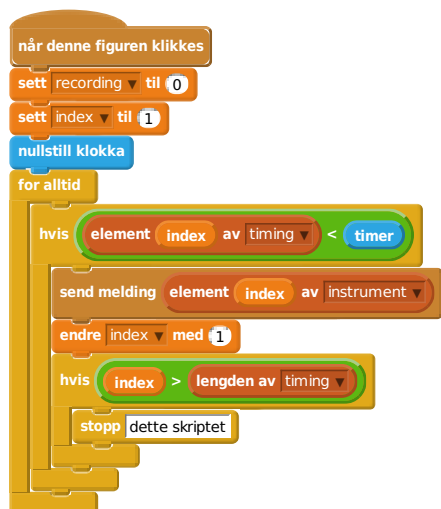 når denne figuren klikkes
sett recording til 0
sett index til 1
nullstill klokka
for alltid
hvis element index av timing < timer
send melding element index av instrument
endre index med 1
hvis index > lengden av timing
stopp dette skriptet